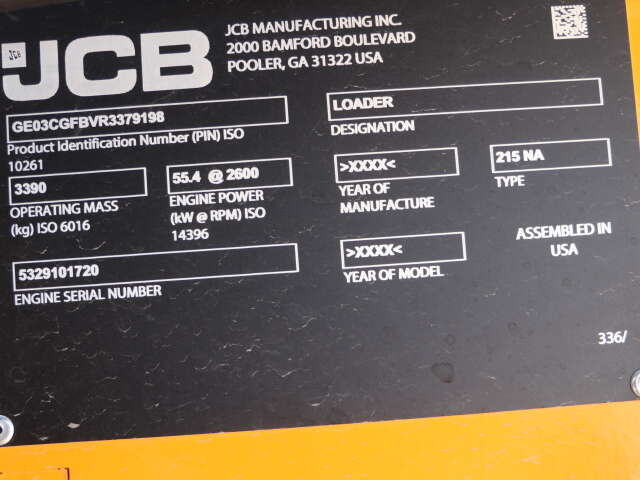 JCB
JCB
JCB MANUFACTURING INC.
2000 BAMFORD BOULEVARD
POOLER, GA 31322 USA
GE03CGFBVR3379198
Product Identification Number (PIN) ISO
10261
LOADER
DESIGNATION
3390
OPERATING MASS
(kg) ISO 6016
55.4 @ 2600
ENGINE POWER
(kW @ RPM) ISO
14396
>XXXX<
YEAR OF
MANUFACTURE
215 NA
TYPE
5329101720
ENGINE SERIAL NUMBER
>XXXX<
YEAR OF MODEL
ASSEMBLED IN
USA
336/